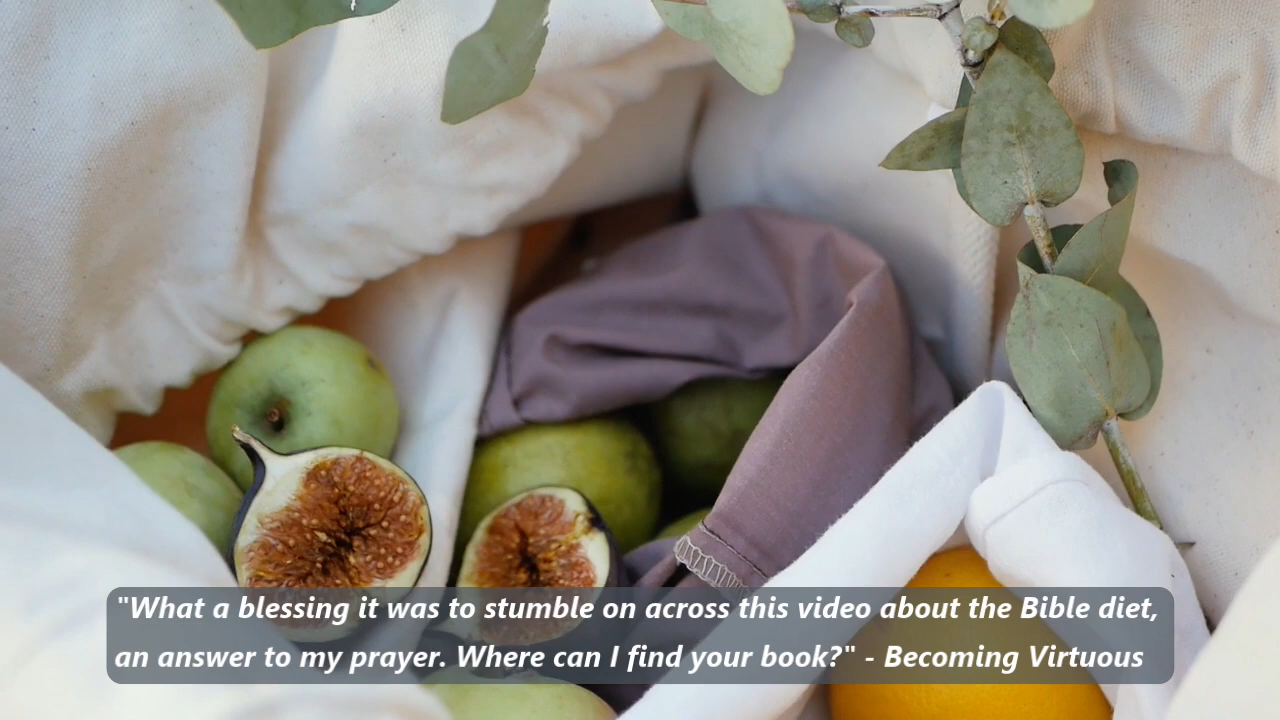 "What a blessing it was to stumble on across this video about the Bible diet,
an answer to my prayer. Where can I find your book?" - Becoming Virtuous